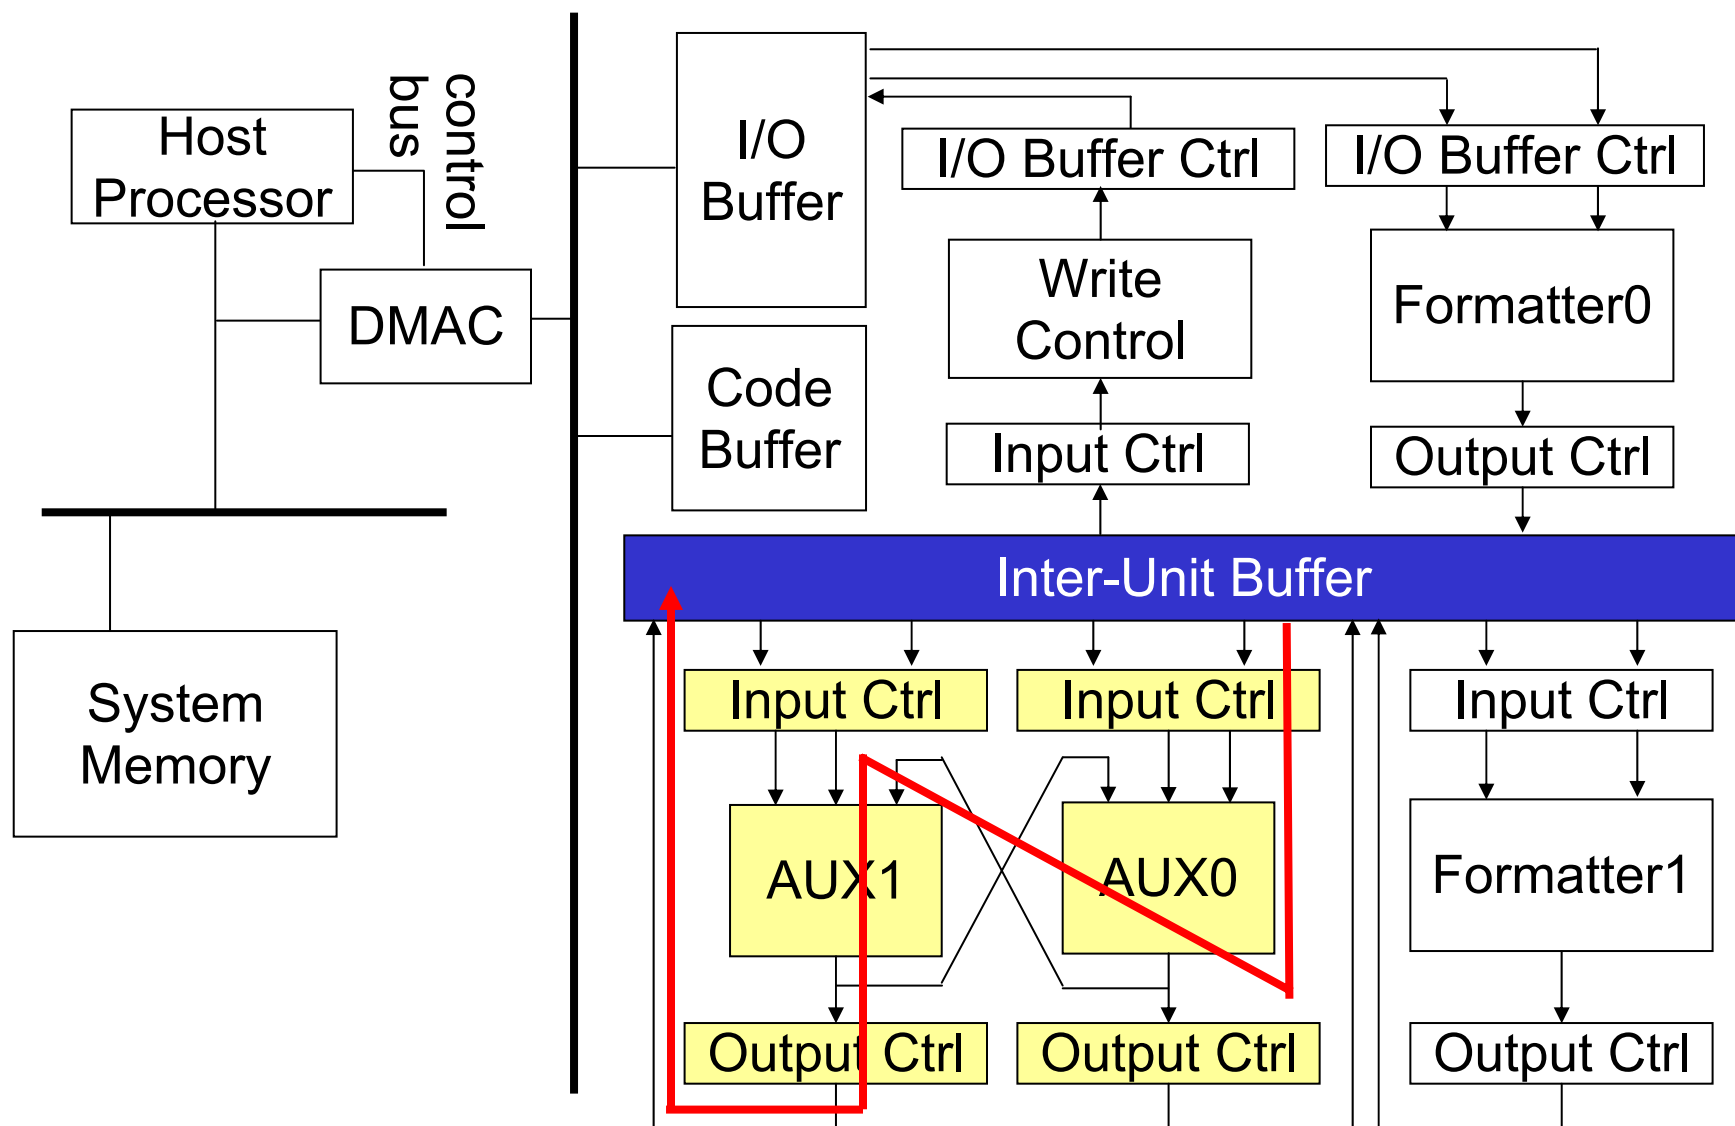 control
bus
Host
Processor
DMAC
System
Memory
I/O
Buffer
Code
Buffer
I/O Buffer Ctrl
Write
Control
Input Ctrl
I/O Buffer Ctrl
Formatter0
Output Ctrl
Inter-Unit Buffer
Input Ctrl
Input Ctrl
Input Ctrl
AUX1
AUX0
Formatter1
Output Ctrl
Output Ctrl
Output Ctrl